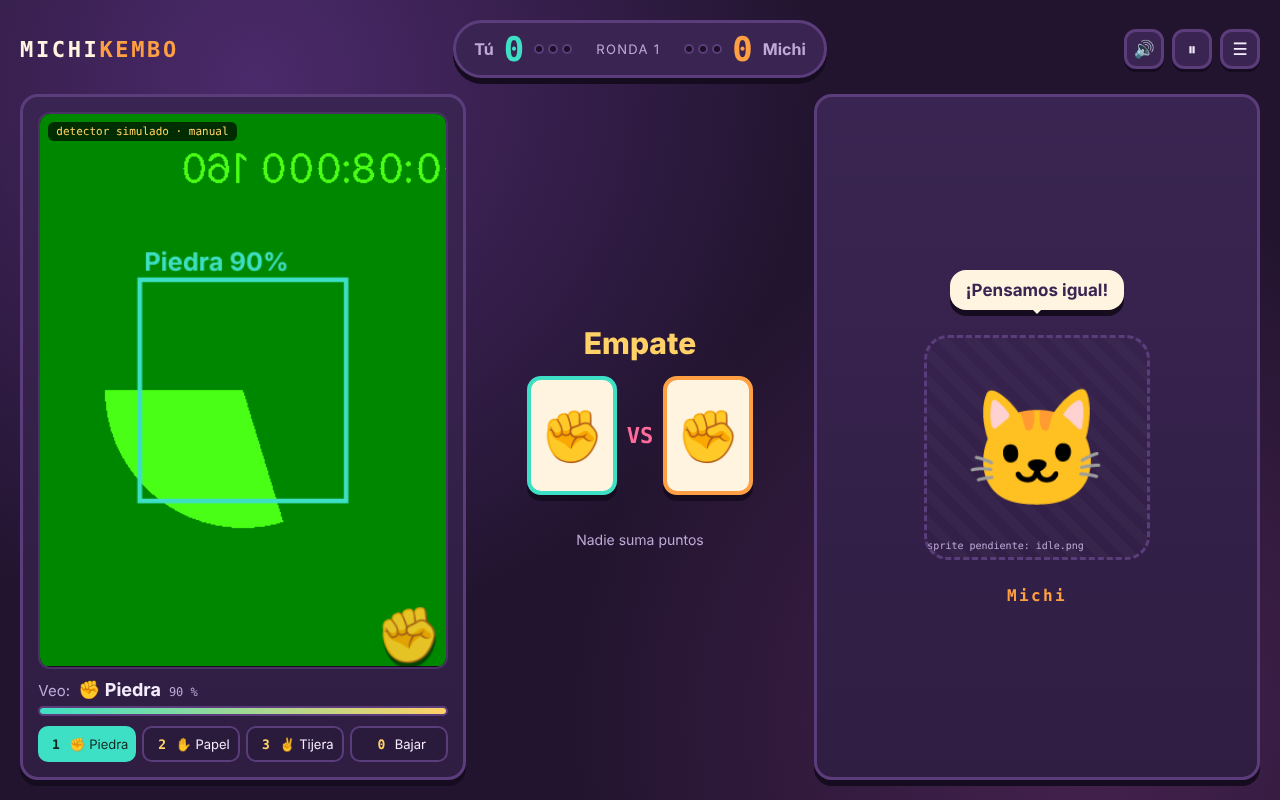 MICHIKEMBO
Tú 0 RONDA 1 0 Michi
detector simulado · manual
0:08:000 160
Piedra 90%
Veo: Piedra 90 %
1 Piedra
2 Papel
3 Tijera
0 Bajar
Empate
VS
Nadie suma puntos
¡Pensamos igual!
sprite pendiente: idle.png
Michi